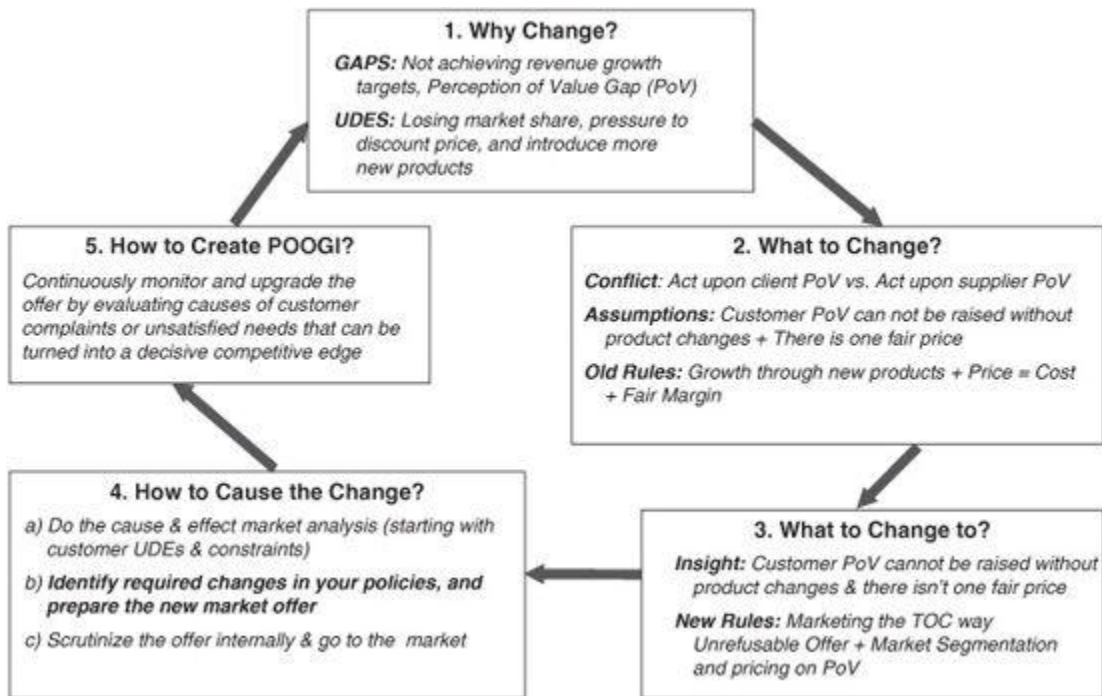 1. Why Change?
GAPS: Not achieving revenue growth
targets, Perception of Value Gap (PoV)
UDES: Losing market share, pressure to
discount price, and introduce more
new products
2. What to Change?
Conflict: Act upon client PoV vs. Act upon supplier PoV
Assumptions: Customer PoV can not be raised without
product changes + There is one fair price
Old Rules: Growth through new products + Price = Cost
+ Fair Margin
3. What to Change to?
Insight: Customer PoV cannot be raised without
product changes & there isn't one fair price
New Rules: Marketing the TOC way
Unrefusable Offer + Market Segmentation
and pricing on PoV
4. How to Cause the Change?
a) Do the cause & effect market analysis (starting with
customer UDEs & constraints)
b) Identify required changes in your policies, and
prepare the new market offer
c) Scrutinize the offer internally & go to the market
5. How to Create POOGI?
Continuously monitor and upgrade the
offer by evaluating causes of customer
complaints or unsatisfied needs that can be
turned into a decisive competitive edge